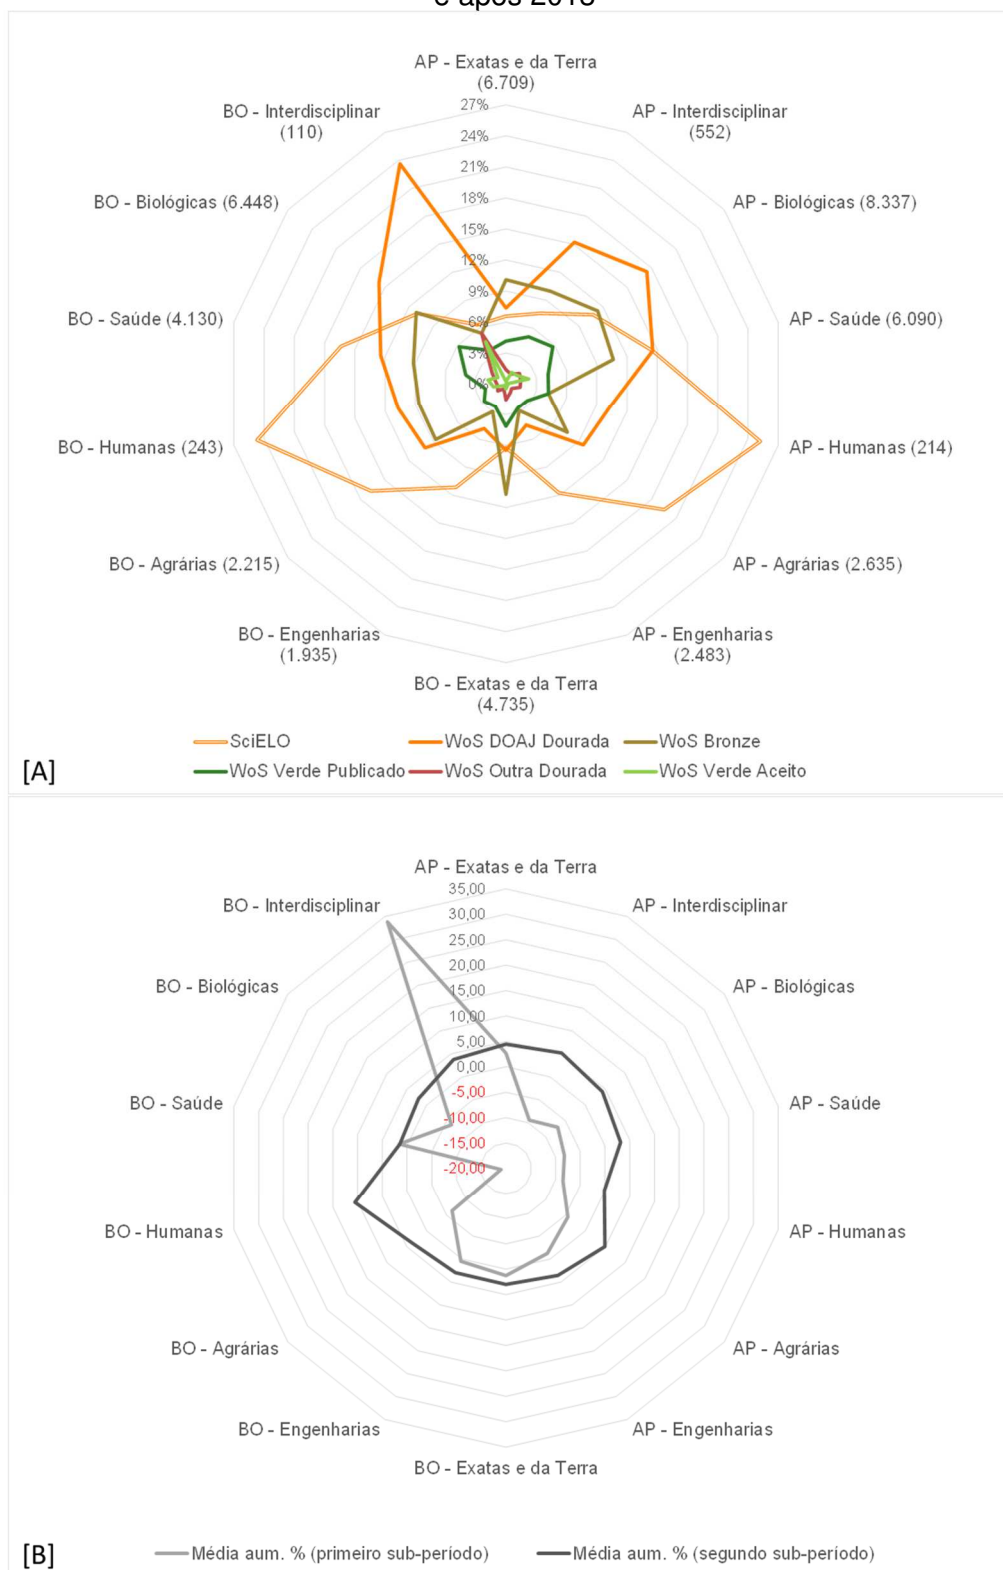 e após
AP - Exatas e da Terra
(6.709)
BO - Interdisciplinar
(110)
AP - Interdisciplinar
(552)
27%
24%
21%
18%
15%
12%
9%
6%
3%
0%
BO - Biológicas (6.448)
AP - Biológicas (8.337)
BO - Saúde (4.130)
AP - Saúde (6.090)
BO - Humanas (243)
AP - Humanas (214)
BO - Agrárias (2.215)
AP - Agrárias (2.635)
BO - Engenharias
(1.935)
AP - Engenharias
(2.483)
BO - Exatas e da Terra
(4.735)
SciELO
WoS DOAJ Dourada
WoS Bronze
WoS Verde Publicado
WoS Outra Dourada
WoS Verde Aceito
[A]
AP - Exatas e da Terra
BO - Interdisciplinar
AP - Interdisciplinar
35,00
30,00
25,00
20,00
15,00
10,00
5,00
0,00
-5,00
-10,00
-15,00
-20,00
BO - Biológicas
AP - Biológicas
BO - Saúde
AP - Saúde
BO - Humanas
AP - Humanas
BO - Agrárias
AP - Agrárias
BO - Engenharias
AP - Engenharias
BO - Exatas e da Terra
[B]
Média aum. % (primeiro sub-período)
Média aum. % (segundo sub-período)